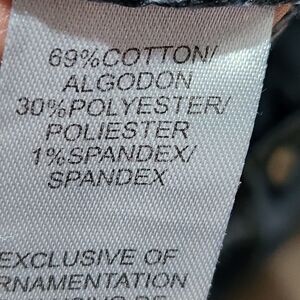 69%COTTON/
ALGODON
30%POLYESTER/
POLIESTER
1%SPANDEX/
SPANDEX
EXCLUSIVE OF
RNAMENTATION